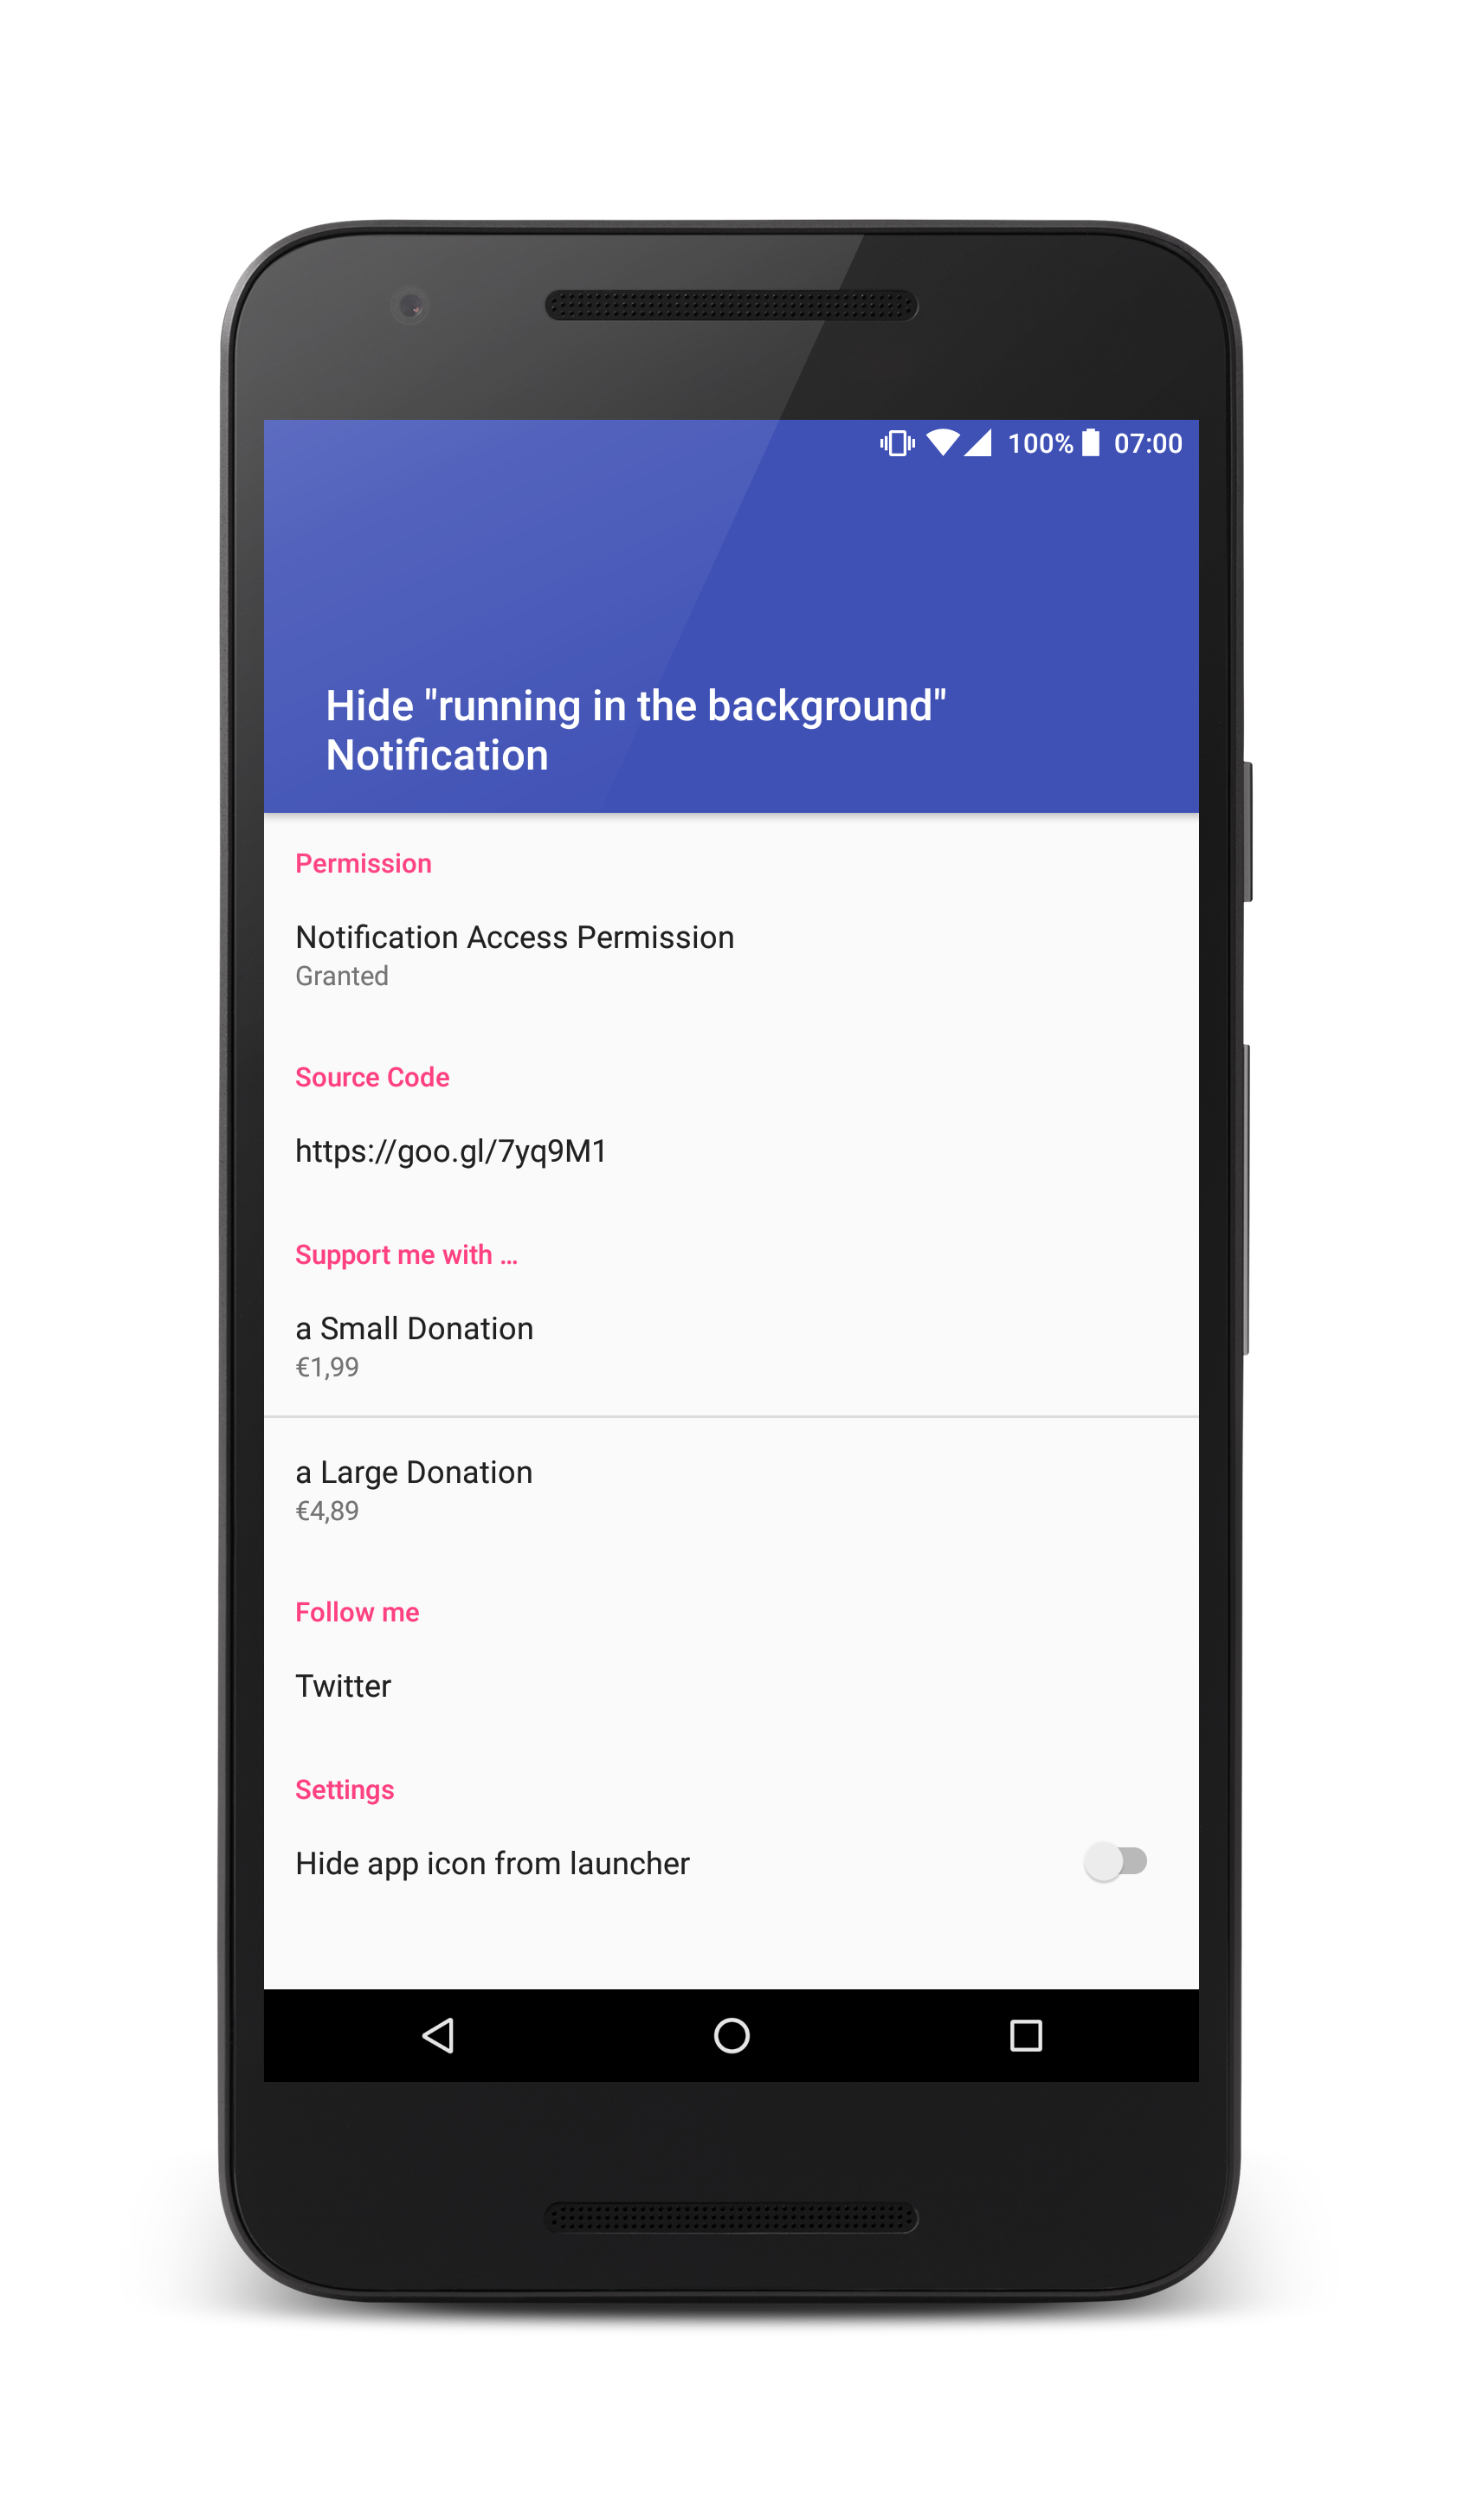 100% 07:00
Hide "running in the background"
Notification
Permission
Notification Access Permission
Granted
Source Code
https://goo.gl/7yq9M1
Support me with ...
a Small Donation
€1,99
a Large Donation
€4,89
Follow me
Twitter
Settings
Hide app icon from launcher